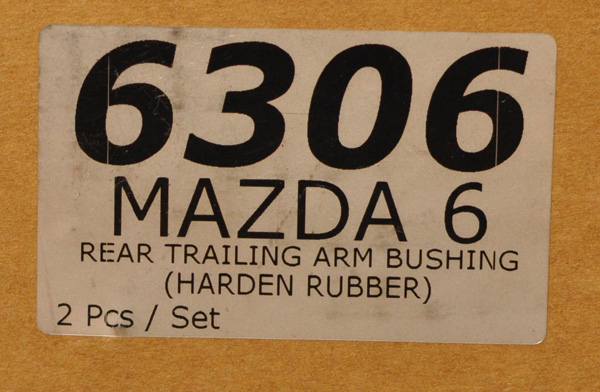 6306
MAZDA 6
REAR TRAILING ARM BUSHING
(HARDEN RUBBER)
2 Pcs / Set